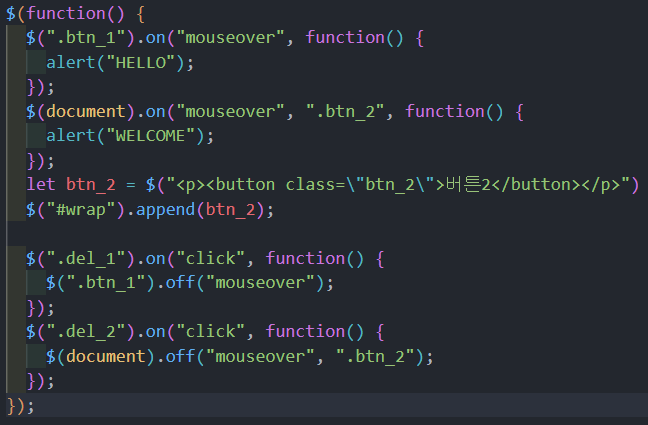 $(function() {
  $(".btn_1").on("mouseover", function() {
    alert("HELLO");
  });
  $(document).on("mouseover", ".btn_2", function() {
    alert("WELCOME");
  });
  let btn_2 = $("<p><button class=\"btn_2\">버튼2</button></p>")
  $("#wrap").append(btn_2);

  $(".del_1").on("click", function() {
    $(".btn_1").off("mouseover");
  });
  $(".del_2").on("click", function() {
    $(document).off("mouseover", ".btn_2");
  });
});